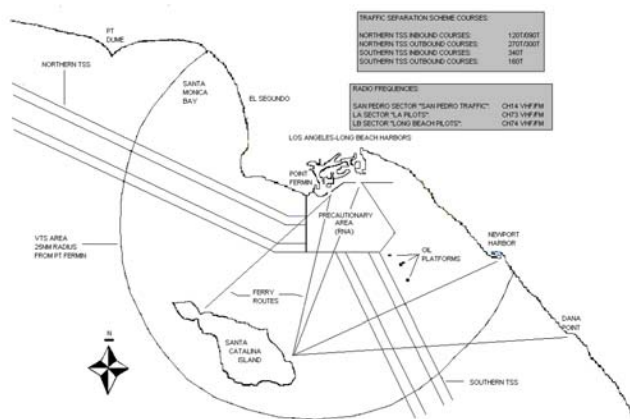 TRAFFIC SEPARATION SCHEME COURSES:
NORTHERN TSS INBOUND COURSES: 120T/090T
NORTHERN TSS OUTBOUND COURSES: 270T/300T
SOUTHERN TSS INBOUND COURSES: 340T
SOUTHERN TSS OUTBOUND COURSES: 160T
RADIO FREQUENCIES:
SAN PEDRO SECTOR "SAN PEDRO TRAFFIC": CH14 VHF/FM
LA SECTOR "LA PILOTS": CH73 VHF/FM
LB SECTOR "LONG BEACH PILOTS": CH74 VHF/FM
PT
DUME
NORTHERN TSS
SANTA
MONICA
BAY
EL SEGUNDO
LOS ANGELES-LONG BEACH HARBORS
POINT
FERMIN
PRECAUTIONARY
AREA
(RNA)
VTS AREA
25NM RADIUS
FROM PT FERMIN
OIL
PLATFORMS
NEWPORT
HARBOR
FERRY
ROUTES
DANA
POINT
N
SANTA
CATALINA
ISLAND
SOUTHERN TSS